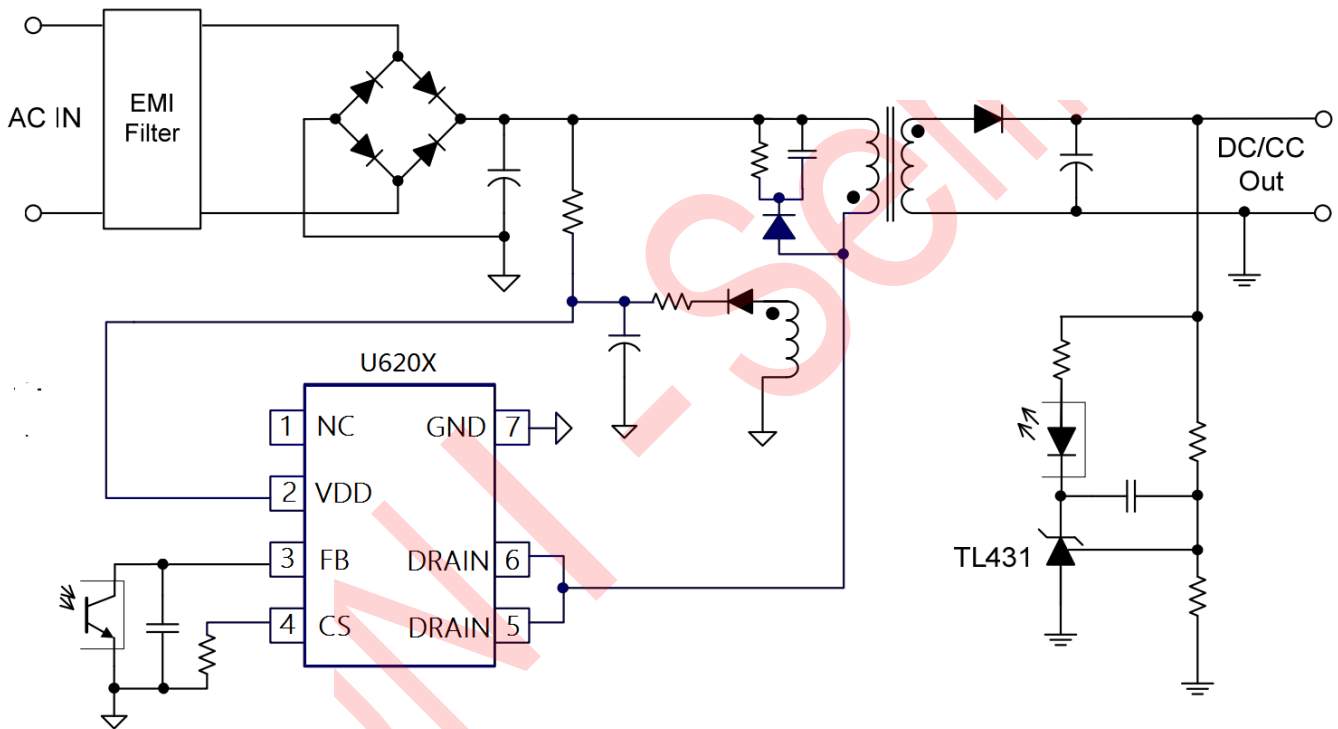 AC IN
EMI
Filter
DC/CC
Out
U620X
1 NC
GND 7
2 VDD
3 FB
DRAIN 6
4 CS
DRAIN 5
TL431